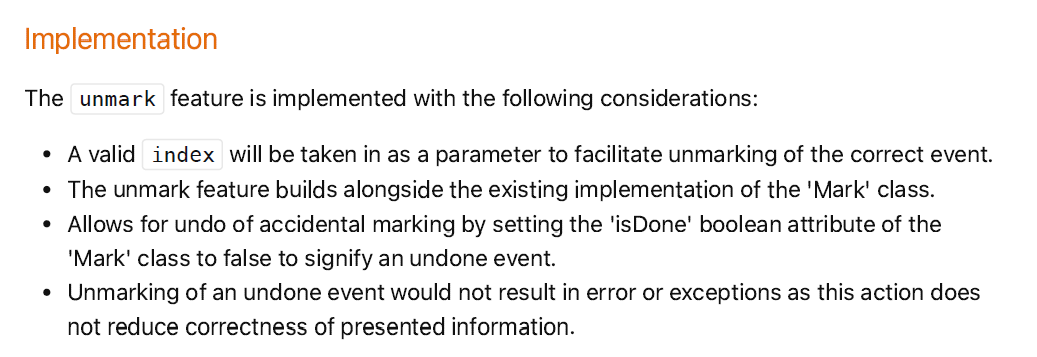 Implementation
The unmark feature is implemented with the following considerations:
• A valid index will be taken in as a parameter to facilitate unmarking of the correct event.
• The unmark feature builds alongside the existing implementation of the 'Mark' class.
• Allows for undo of accidental marking by setting the 'isDone' boolean attribute of the
'Mark' class to false to signify an undone event.
• Unmarking of an undone event would not result in error or exceptions as this action does
not reduce correctness of presented information.